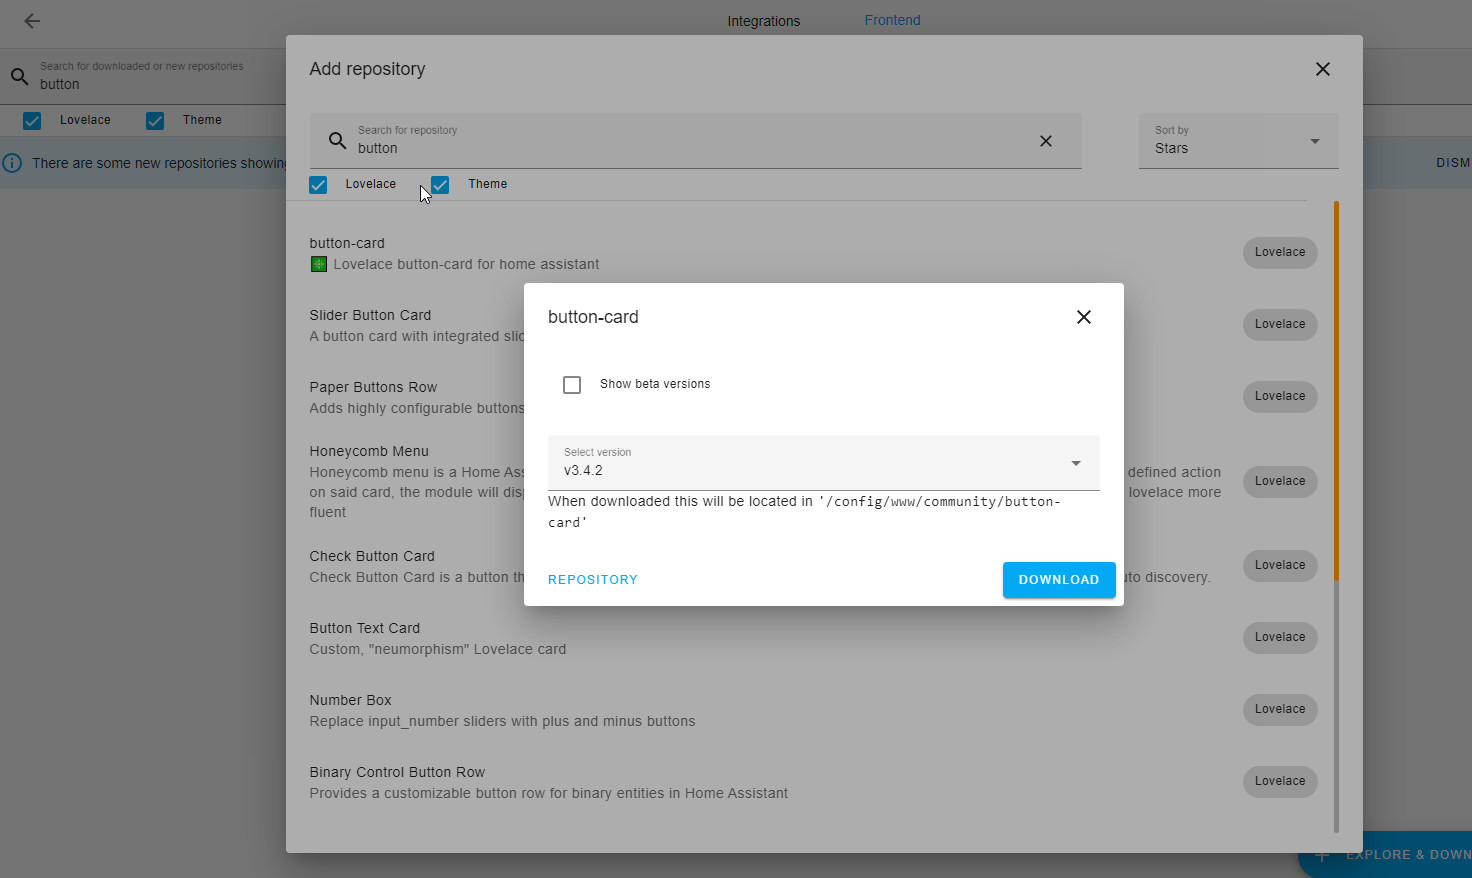 Integrations
Frontend
Search for downloaded or new repositories
button
Lovelace
Theme
There are some new repositories showing
DISM
Add repository
Search for repository
button
Sort by
Stars
Lovelace
Theme
button-card
Lovelace button-card for home assistant
Lovelace
Slider Button Card
A button card with integrated slid
Lovelace
Paper Buttons Row
Adds highly configurable buttons
Lovelace
Honeycomb Menu
Honeycomb menu is a Home Ass defined action
on said card, the module will disp lovelace more
fluent
Lovelace
Check Button Card
Check Button Card is a button th uto discovery.
Lovelace
Button Text Card
Custom, "neumorphism" Lovelace card
Lovelace
Number Box
Replace input_number sliders with plus and minus buttons
Lovelace
Binary Control Button Row
Provides a customizable button row for binary entities in Home Assistant
Lovelace
button-card
Show beta versions
Select version
v3.4.2
When downloaded this will be located in '/config/www/community/button-
card'
REPOSITORY
DOWNLOAD
EXPLORE & DOWN